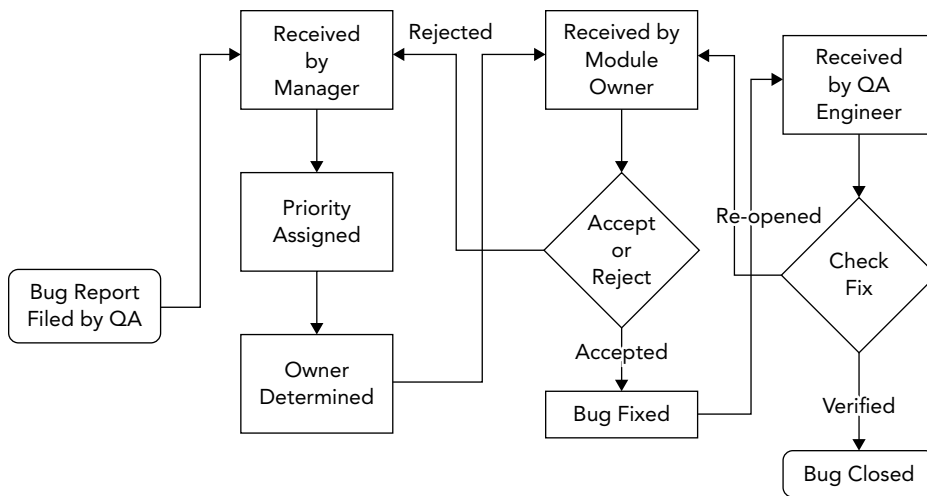 Bug Report
Filed by QA
Received
by
Manager
Priority
Assigned
Owner
Determined
Rejected
Received by
Module
Owner
Accept
or
Reject
Accepted
Bug Fixed
Re-opened
Received
by QA
Engineer
Check
Fix
Verified
Bug Closed